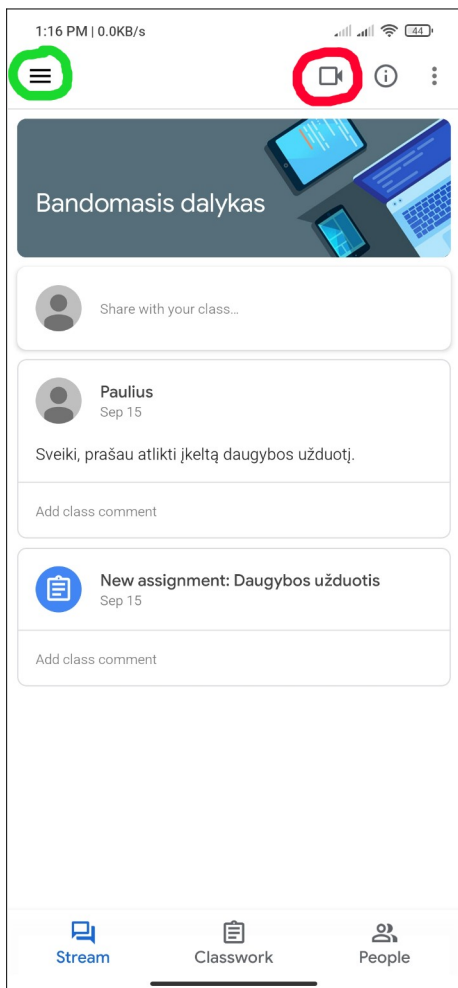 1:16 PM | 0.0KB/s 44
Bandomasis dalykas
Share with your class...
Paulius
Sep 15
Sveiki, prašau atlikti įkeltą daugybos užduotį.
Add class comment
New assignment: Daugybos užduotis
Sep 15
Add class comment
Stream Classwork People